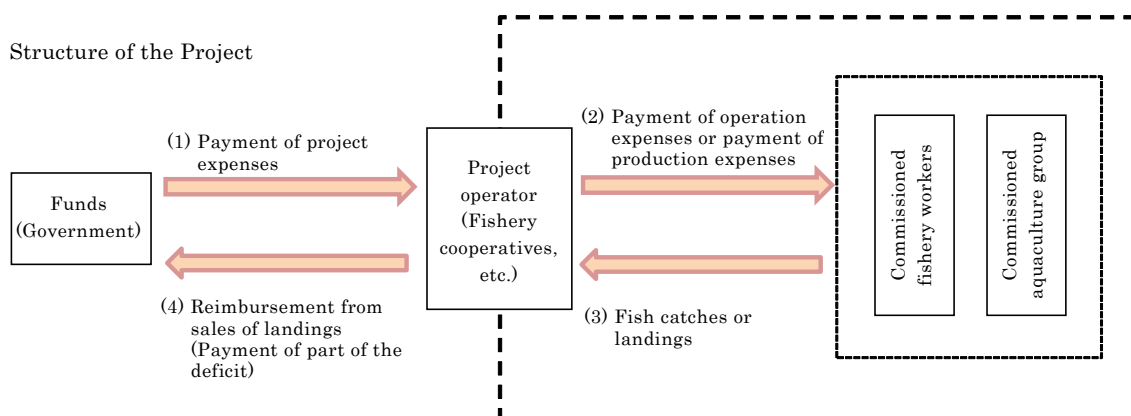 Structure of the Project
(1) Payment of project
expenses
Funds
(Government)
(4) Reimbursement from
sales of landings
(Payment of part of the
deficit)
Project
operator
(Fishery
cooperatives,
etc.)
(2) Payment of operation
expenses or payment of
production expenses
(3) Fish catches or
landings
Commissioned
fishery workers
Commissioned
aquaculture group